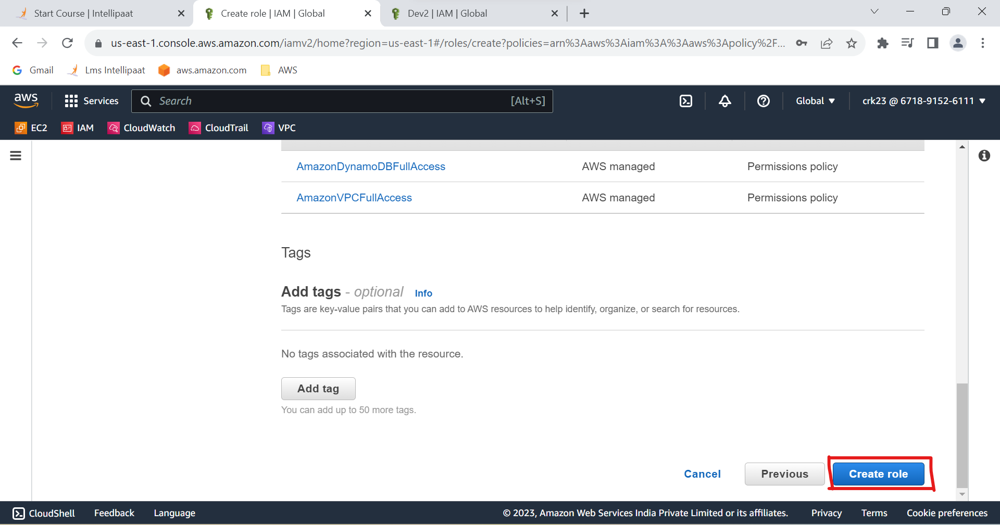 Start Course | Intellipaat
Create role | IAM | Global
Dev2 | IAM | Global
us-east-1.console.aws.amazon.com/iamv2/home?region=us-east-1#/roles/create?policies=arn%3Aaws%3Aiam%3A%3Aaws%3Apolicy%2F...
Gmail
Lms Intellipaat
aws.amazon.com
AWS
aws
Services
Search
[Alt+S]
Global
crk23 @ 6718-9152-6111
EC2
IAM
CloudWatch
CloudTrail
VPC
AmazonDynamoDBFullAccess AWS managed Permissions policy
AmazonVPCFullAccess AWS managed Permissions policy
Tags
Add tags - optional Info
Tags are key-value pairs that you can add to AWS resources to help identify, organize, or search for resources.
No tags associated with the resource.
Add tag
You can add up to 50 more tags.
Cancel
Previous
Create role
CloudShell
Feedback
Language
© 2023, Amazon Web Services India Private Limited or its affiliates.
Privacy
Terms
Cookie preferences